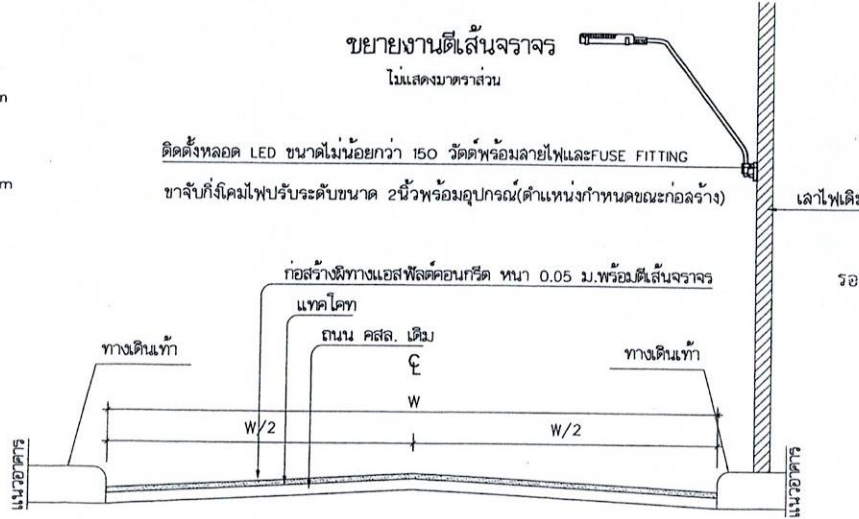 ขยายงานตีเส้นจราจร
ไม่แสดงมาตราส่วน
m
ติดตั้งหลอด LED ขนาดไม่น้อยกว่า 150 วัตต์พร้อมสายไฟและFUSE FITTING
m
ขาจับกิ่งโคมไฟปรับระดับขนาด 2นิ้วพร้อมอุปกรณ์(ตำแหน่งกำหนดขณะก่อสร้าง)
เสาไฟเดิม
ก่อสร้างผิวทางแอสฟัลต์คอนกรีต หนา 0.05 ม.พร้อมตีเส้นจราจร
รอ
แทคโคท
ถนน คสล. เดิม
ทางเดินเท้า
ทางเดินเท้า
℄
W
W/2
W/2
แนวอาคาร
แนวอาคาร